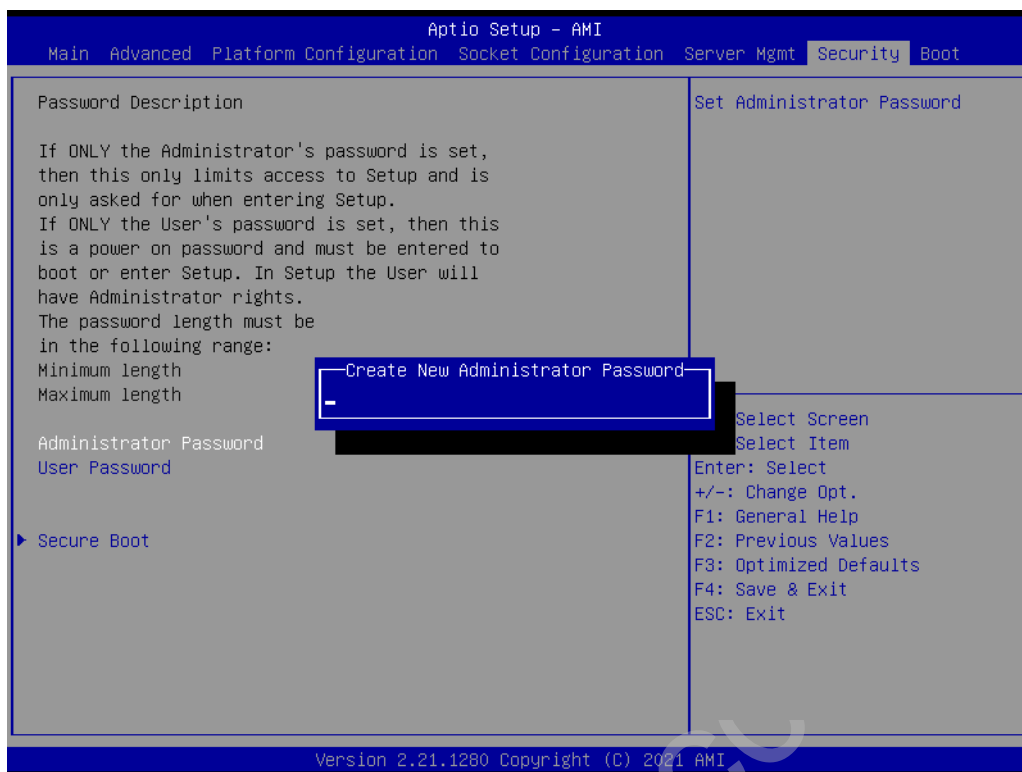 Aptio Setup – AMI
Main Advanced Platform Configuration Socket Configuration Server Mgmt Security Boot
Password Description
If ONLY the Administrator's password is set,
then this only limits access to Setup and is
only asked for when entering Setup.
If ONLY the User's password is set, then this
is a power on password and must be entered to
boot or enter Setup. In Setup the User will
have Administrator rights.
The password length must be
in the following range:
Minimum length
Maximum length
Administrator Password
User Password
Secure Boot
Create New Administrator Password
Set Administrator Password
Select Screen
Select Item
Enter: Select
+/-: Change Opt.
F1: General Help
F2: Previous Values
F3: Optimized Defaults
F4: Save & Exit
ESC: Exit
Version 2.21.1280 Copyright (C) 2021 AMI